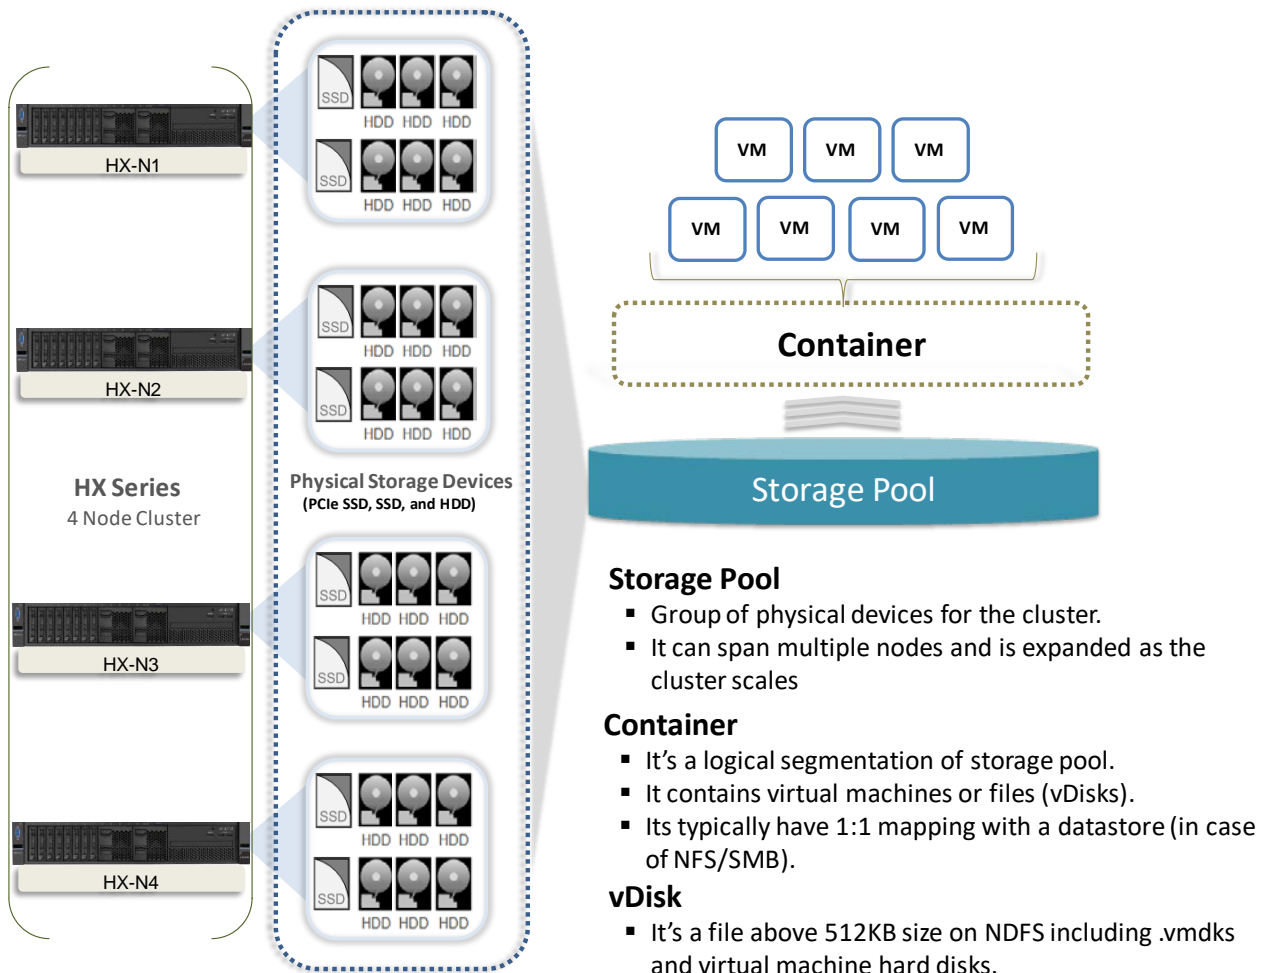 SSD
HDD HDD HDD
SSD
HDD HDD HDD
HX-N1
SSD
HDD HDD HDD
SSD
HDD HDD HDD
HX-N2
HX Series
4 Node Cluster
Physical Storage Devices
(PCIe SSD, SSD, and HDD)
SSD
HDD HDD HDD
SSD
HDD HDD HDD
HX-N3
SSD
HDD HDD HDD
SSD
HDD HDD HDD
HX-N4
VM VM VM
VM VM VM VM
Container
Storage Pool
Storage Pool
▪ Group of physical devices for the cluster.
▪ It can span multiple nodes and is expanded as the
cluster scales
Container
▪ It's a logical segmentation of storage pool.
▪ It contains virtual machines or files (vDisks).
▪ Its typically have 1:1 mapping with a datastore (in case
of NFS/SMB).
vDisk
▪ It's a file above 512KB size on NDFS including .vmdks
and virtual machine hard disks.